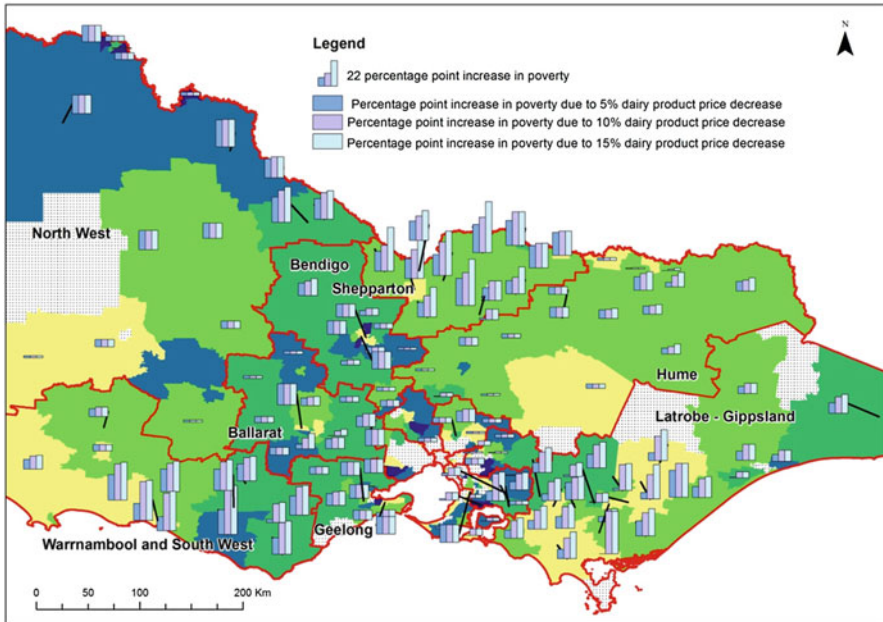 N
Legend
22 percentage point increase in poverty
Percentage point increase in poverty due to 5% dairy product price decrease
Percentage point increase in poverty due to 10% dairy product price decrease
Percentage point increase in poverty due to 15% dairy product price decrease
North West
Bendigo
Shepparton
Hume
Latrobe - Gippsland
Ballarat
Geelong
Warrnambool and South West
0 50 100 200 Km